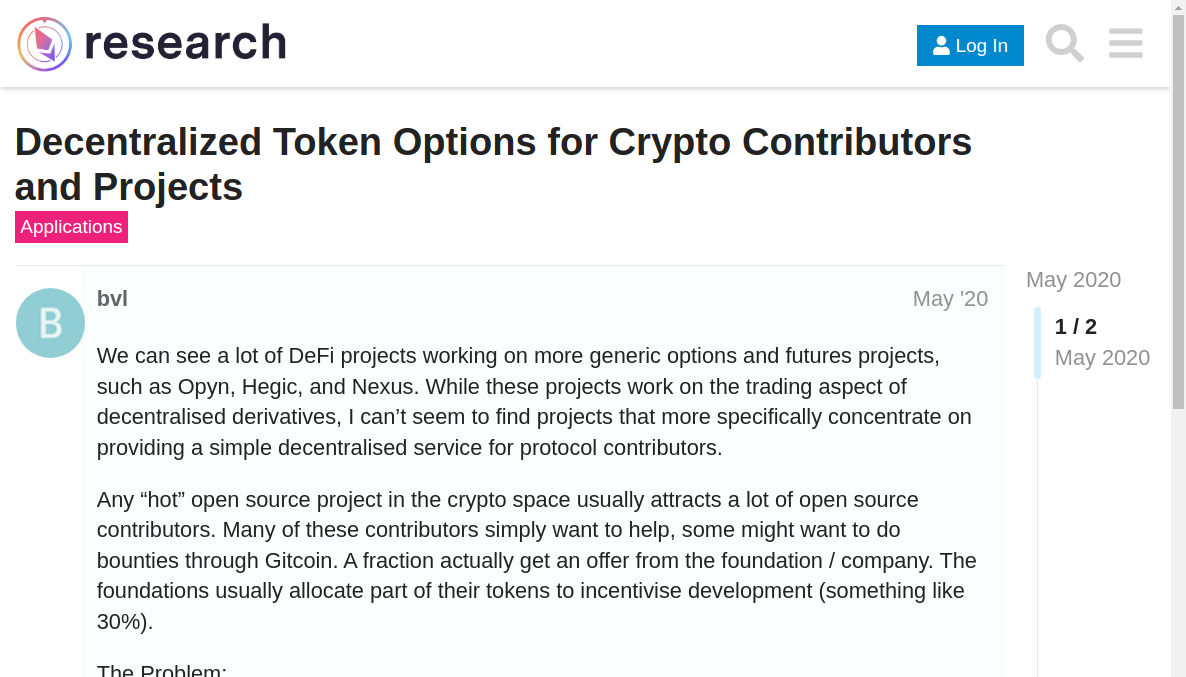 research
Log In
Decentralized Token Options for Crypto Contributors
and Projects
Applications
B
bvl
May '20
We can see a lot of DeFi projects working on more generic options and futures projects,
such as Opyn, Hegic, and Nexus. While these projects work on the trading aspect of
decentralised derivatives, I can’t seem to find projects that more specifically concentrate on
providing a simple decentralised service for protocol contributors.
Any “hot” open source project in the crypto space usually attracts a lot of open source
contributors. Many of these contributors simply want to help, some might want to do
bounties through Gitcoin. A fraction actually get an offer from the foundation / company. The
foundations usually allocate part of their tokens to incentivise development (something like
30%).
The Problem:
May 2020
1 / 2
May 2020